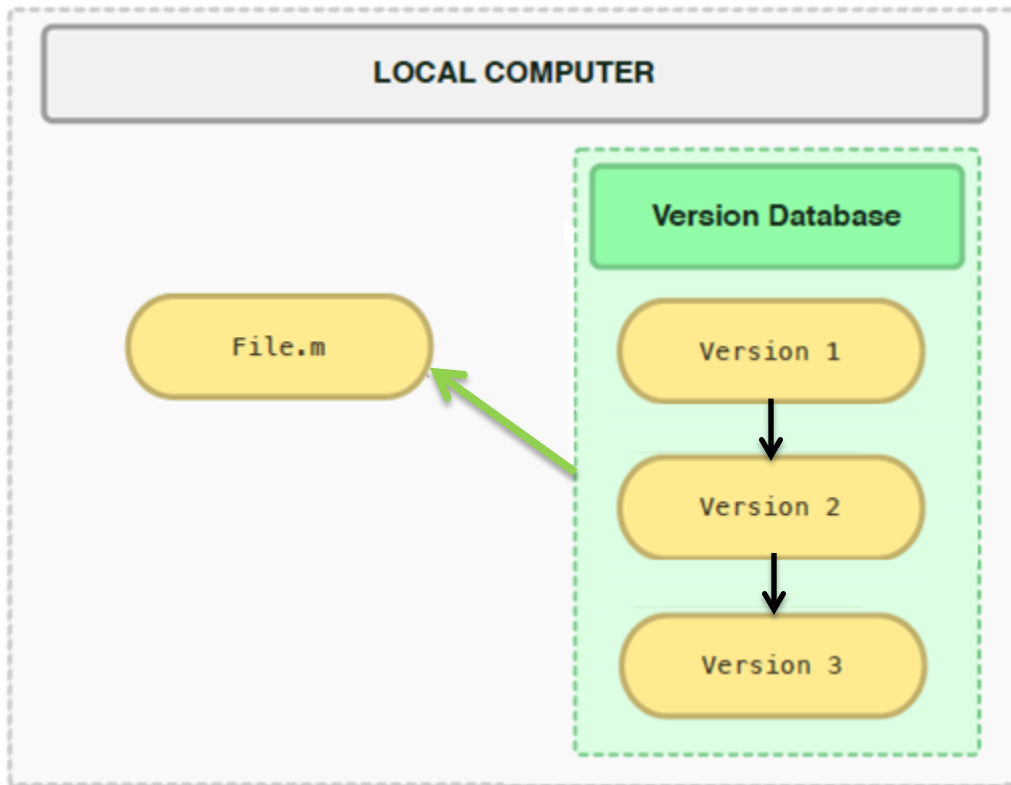 LOCAL COMPUTER
Version Database
File.m
Version 1
Version 2
Version 3